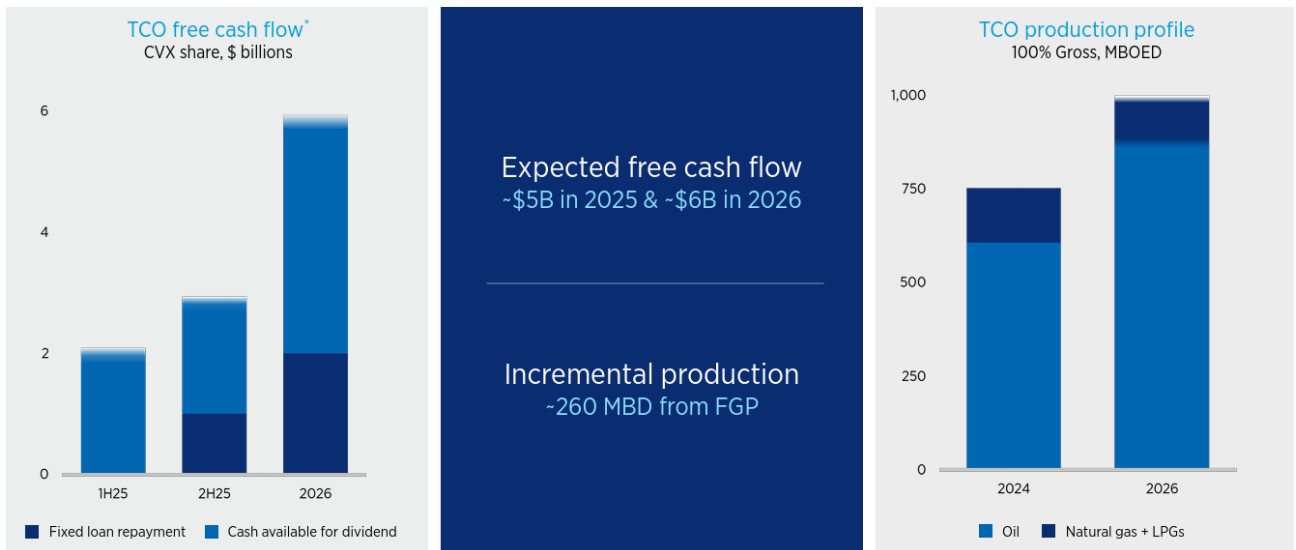 TCO free cash flow*
CVX share, $ billions
6
4
2
0
1H25
2H25
2026
Fixed loan repayment
Cash available for dividend
Expected free cash flow
~$5B in 2025 & ~$6B in 2026
Incremental production
~260 MBD from FGP
TCO production profile
100% Gross, MBOED
1,000
750
500
250
0
2024
2026
Oil
Natural gas + LPGs